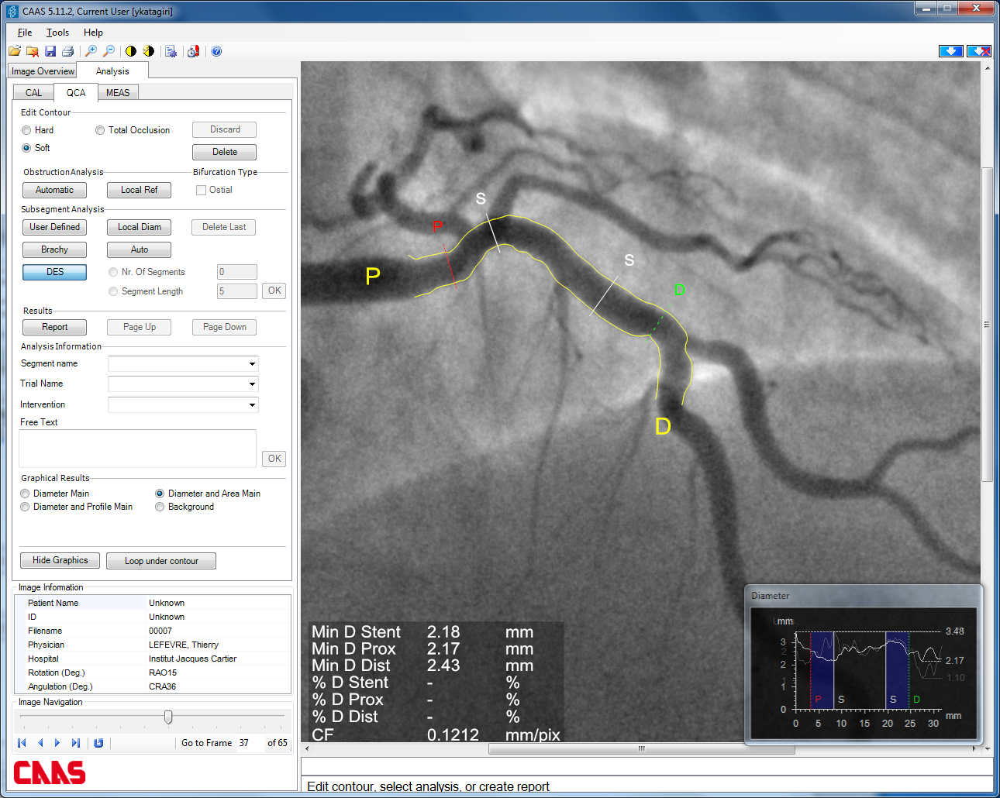 CAAS 5.11.2, Current User [ykatagiri]
File Tools Help
Image Overview Analysis
CAL QCA MEAS
Edit Contour
Hard Total Occlusion Discard
Soft Delete
Obstruction Analysis Bifurcation Type
Automatic Local Ref Ostial
Subsegment Analysis
User Defined Local Diam Delete Last
Brachy Auto
DES Nr. Of Segments 0
Segment Length 5 OK
Results
Report Page Up Page Down
Analysis Information
Segment name
Trial Name
Intervention
Free Text
OK
Graphical Results
Diameter Main Diameter and Area Main
Diameter and Profile Main Background
Hide Graphics Loop under contour
Image Information
Patient Name Unknown
ID Unknown
Filename 00007
Physician LEFEVRE, Thierry
Hospital Institut Jacques Cartier
Rotation (Deg.) RAO15
Angulation (Deg.) CRA36
Image Navigation
Go to Frame 37 of 65
CAAS
S
P
S
P
D
D
Min D Stent 2.18 mm
Min D Prox 2.17 mm
Min D Dist 2.43 mm
% D Stent - %
% D Prox - %
% D Dist - %
CF 0.1212 mm/pix
Diameter
mm
3.48
3
2
2.17
1.10
1
P S S D
0
mm
0 5 10 15 20 25 30
Edit contour, select analysis, or create report